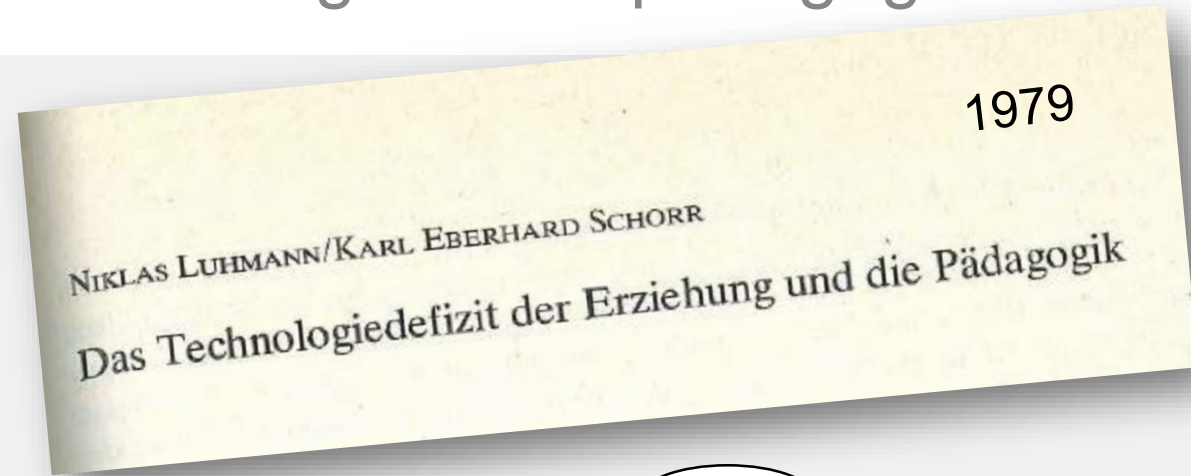 1979
NIKLAS LUHMANN/KARL EBERHARD SCHORR
Das Technologiedefizit der Erziehung und die Pädagogik